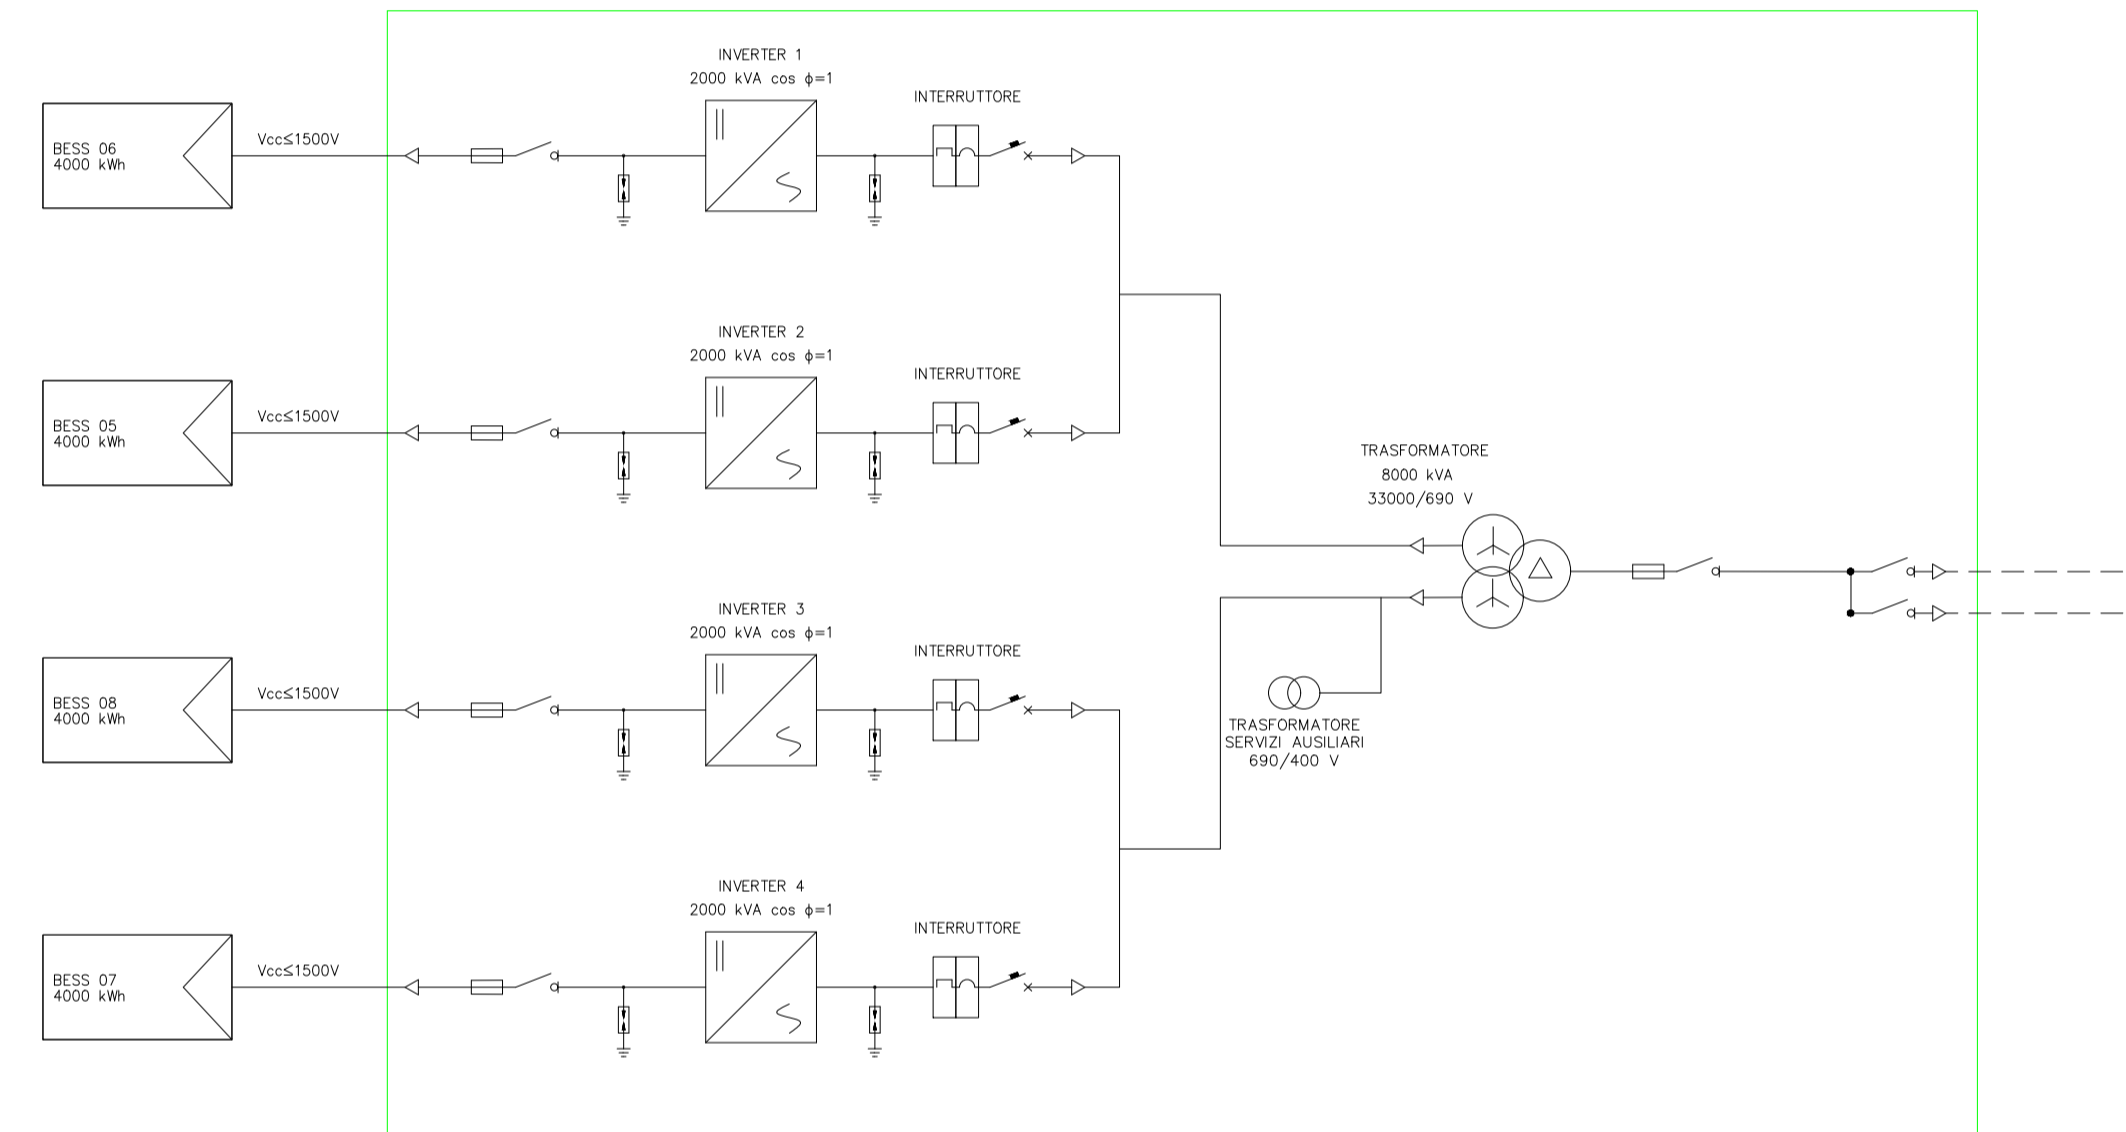 INVERTER 1
2000 kVA cos ϕ=1
INTERRUTTORE
BESS 06
4000 kWh
Vcc≤1500V
INVERTER 2
2000 kVA cos ϕ=1
INTERRUTTORE
BESS 05
4000 kWh
Vcc≤1500V
TRASFORMATORE
8000 kVA
33000/690 V
INVERTER 3
2000 kVA cos ϕ=1
INTERRUTTORE
BESS 08
4000 kWh
Vcc≤1500V
TRASFORMATORE
SERVIZI AUSILIARI
690/400 V
INVERTER 4
2000 kVA cos ϕ=1
INTERRUTTORE
BESS 07
4000 kWh
Vcc≤1500V